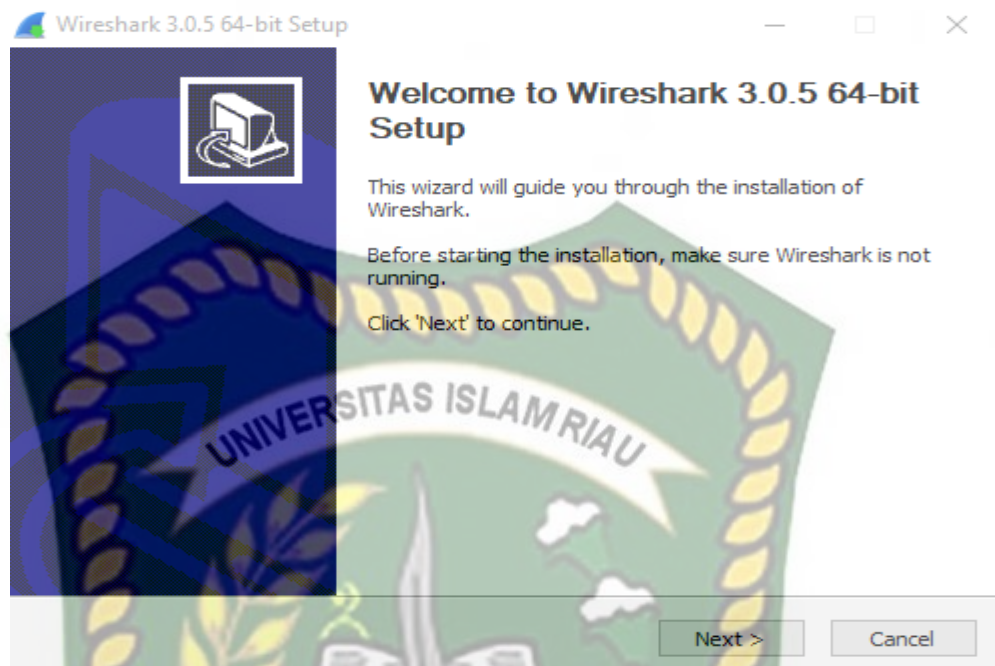 Wireshark 3.0.5 64-bit Setup
Welcome to Wireshark 3.0.5 64-bit
Setup
This wizard will guide you through the installation of
Wireshark.
Before starting the installation, make sure Wireshark is not
running.
Click 'Next' to continue.
UNIVERSITAS ISLAM RIAU
Next >
Cancel